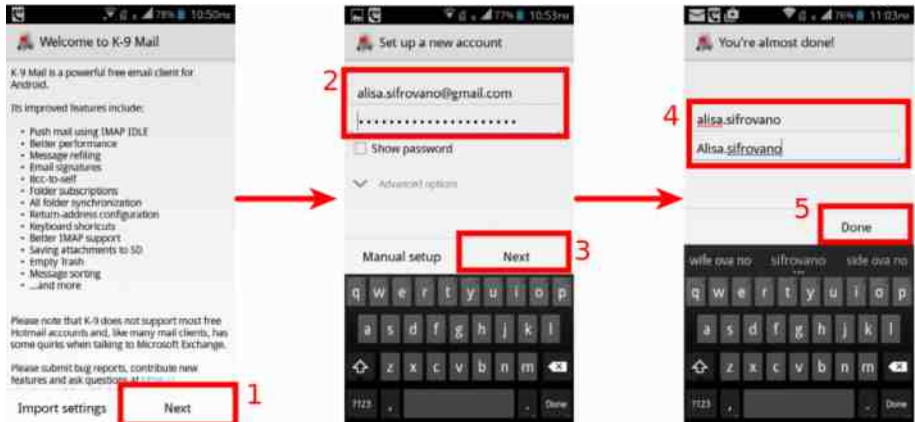 78% 10:50PM
Welcome to K-9 Mail
K-9 Mail is a powerful free email client for
Android.
Its improved features include:
• Push mail using IMAP IDLE
• Better performance
• Message refiling
• Email signatures
• Bcc-to-self
• Folder subscriptions
• All folder synchronization
• Return-address configuration
• Keyboard shortcuts
• Better IMAP support
• Saving attachments to SD
• Empty Trash
• Message sorting
• ...and more
Please note that K-9 does not support most free
Hotmail accounts and, like many mail clients, has
some quirks when talking to Microsoft Exchange.
Please submit bug reports, contribute new
features and ask questions at
Import settings Next
1
77% 10:53PM
Set up a new account
2
alisa.sifrovano@gmail.com
Show password
Advanced options
Manual setup Next
3
q w e r t y u i o p
a s d f g h j k l
z x c v b n m
?123 , . Done
76% 11:03PM
You're almost done!
4
alisa.sifrovano
Alisa.sifrovano
5
Done
wife ova no sifrovano side ova no
q w e r t y u i o p
a s d f g h j k l
z x c v b n m
?123 , . Done